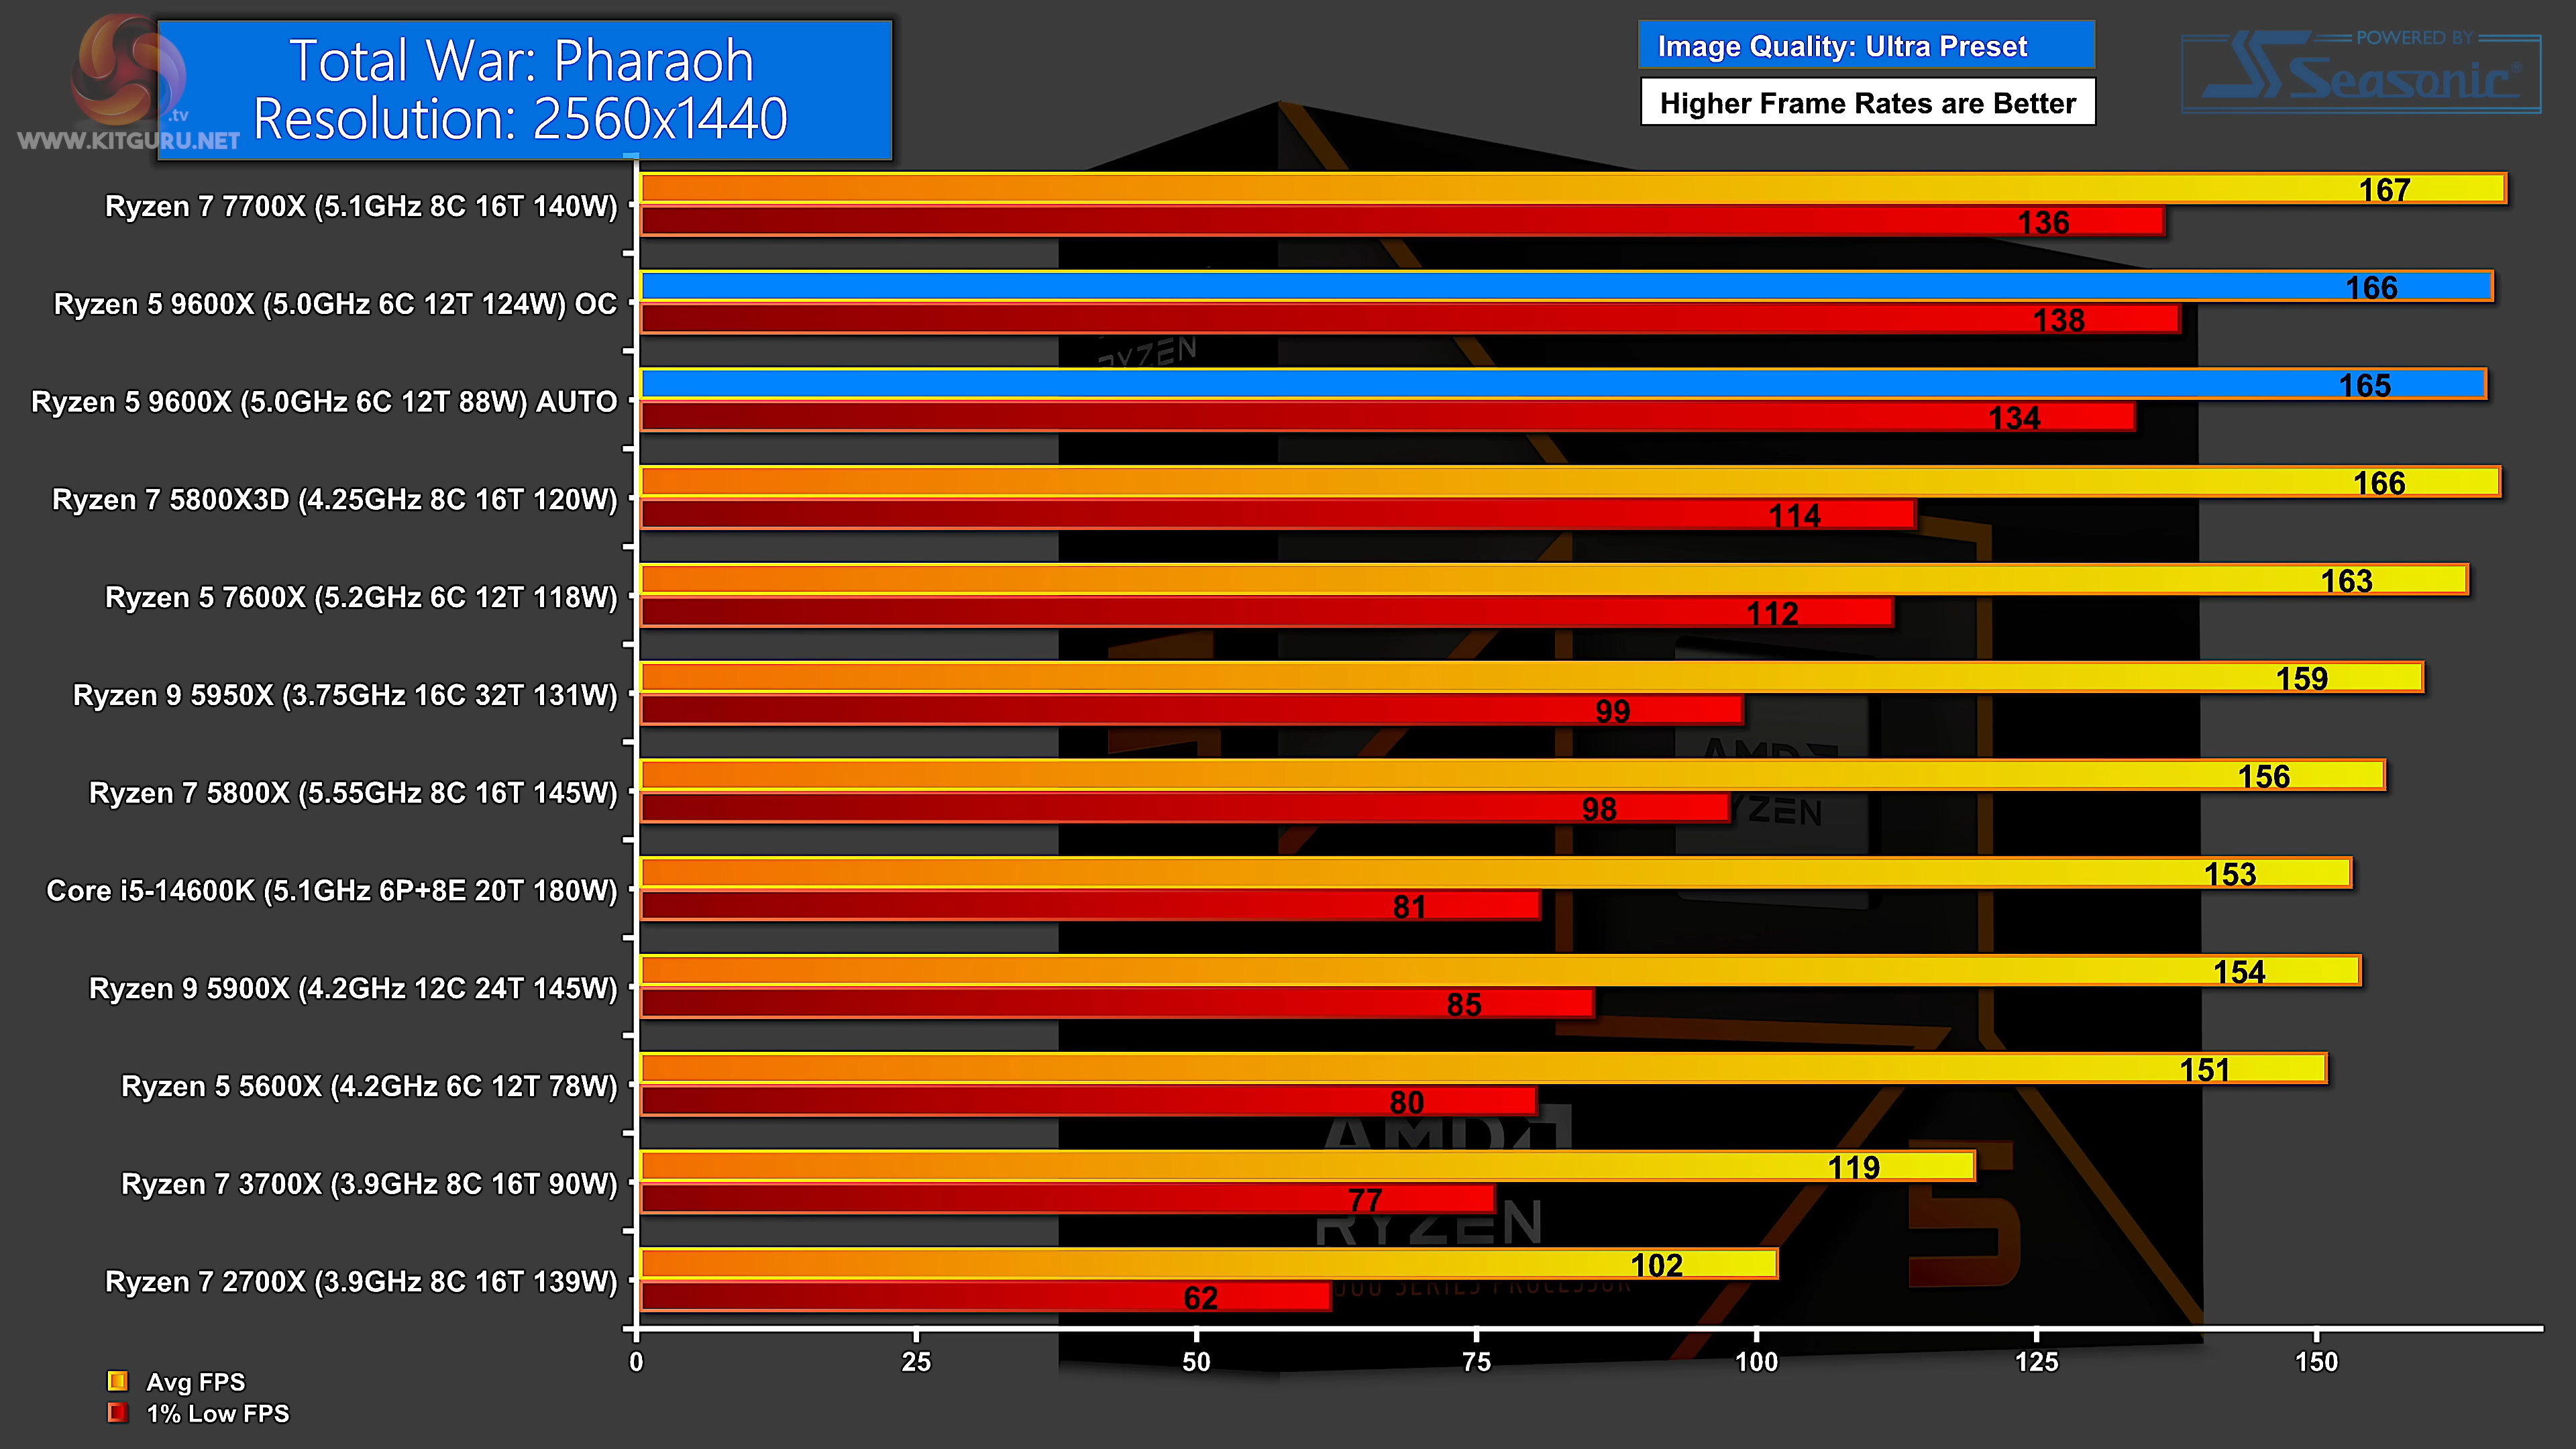 Total War: Pharaoh
Resolution: 2560x1440
.tv
WWW.KITGURU.NET
Image Quality: Ultra Preset
Higher Frame Rates are Better
POWERED BY
Seasonic®
Ryzen 7 7700X (5.1GHz 8C 16T 140W)
167
136
Ryzen 5 9600X (5.0GHz 6C 12T 124W) OC
166
138
RYZEN
Ryzen 5 9600X (5.0GHz 6C 12T 88W) AUTO
165
134
Ryzen 7 5800X3D (4.25GHz 8C 16T 120W)
166
114
Ryzen 5 7600X (5.2GHz 6C 12T 118W)
163
112
Ryzen 9 5950X (3.75GHz 16C 32T 131W)
159
99
AMD
RYZEN
Ryzen 7 5800X (5.55GHz 8C 16T 145W)
156
98
Core i5-14600K (5.1GHz 6P+8E 20T 180W)
153
81
Ryzen 9 5900X (4.2GHz 12C 24T 145W)
154
85
Ryzen 5 5600X (4.2GHz 6C 12T 78W)
151
80
AMD
Ryzen 7 3700X (3.9GHz 8C 16T 90W)
119
77
RYZEN
5
Ryzen 7 2700X (3.9GHz 8C 16T 139W)
102
62
SERIES PROCESSOR
0 25 50 75 100 125 150
Avg FPS
1% Low FPS